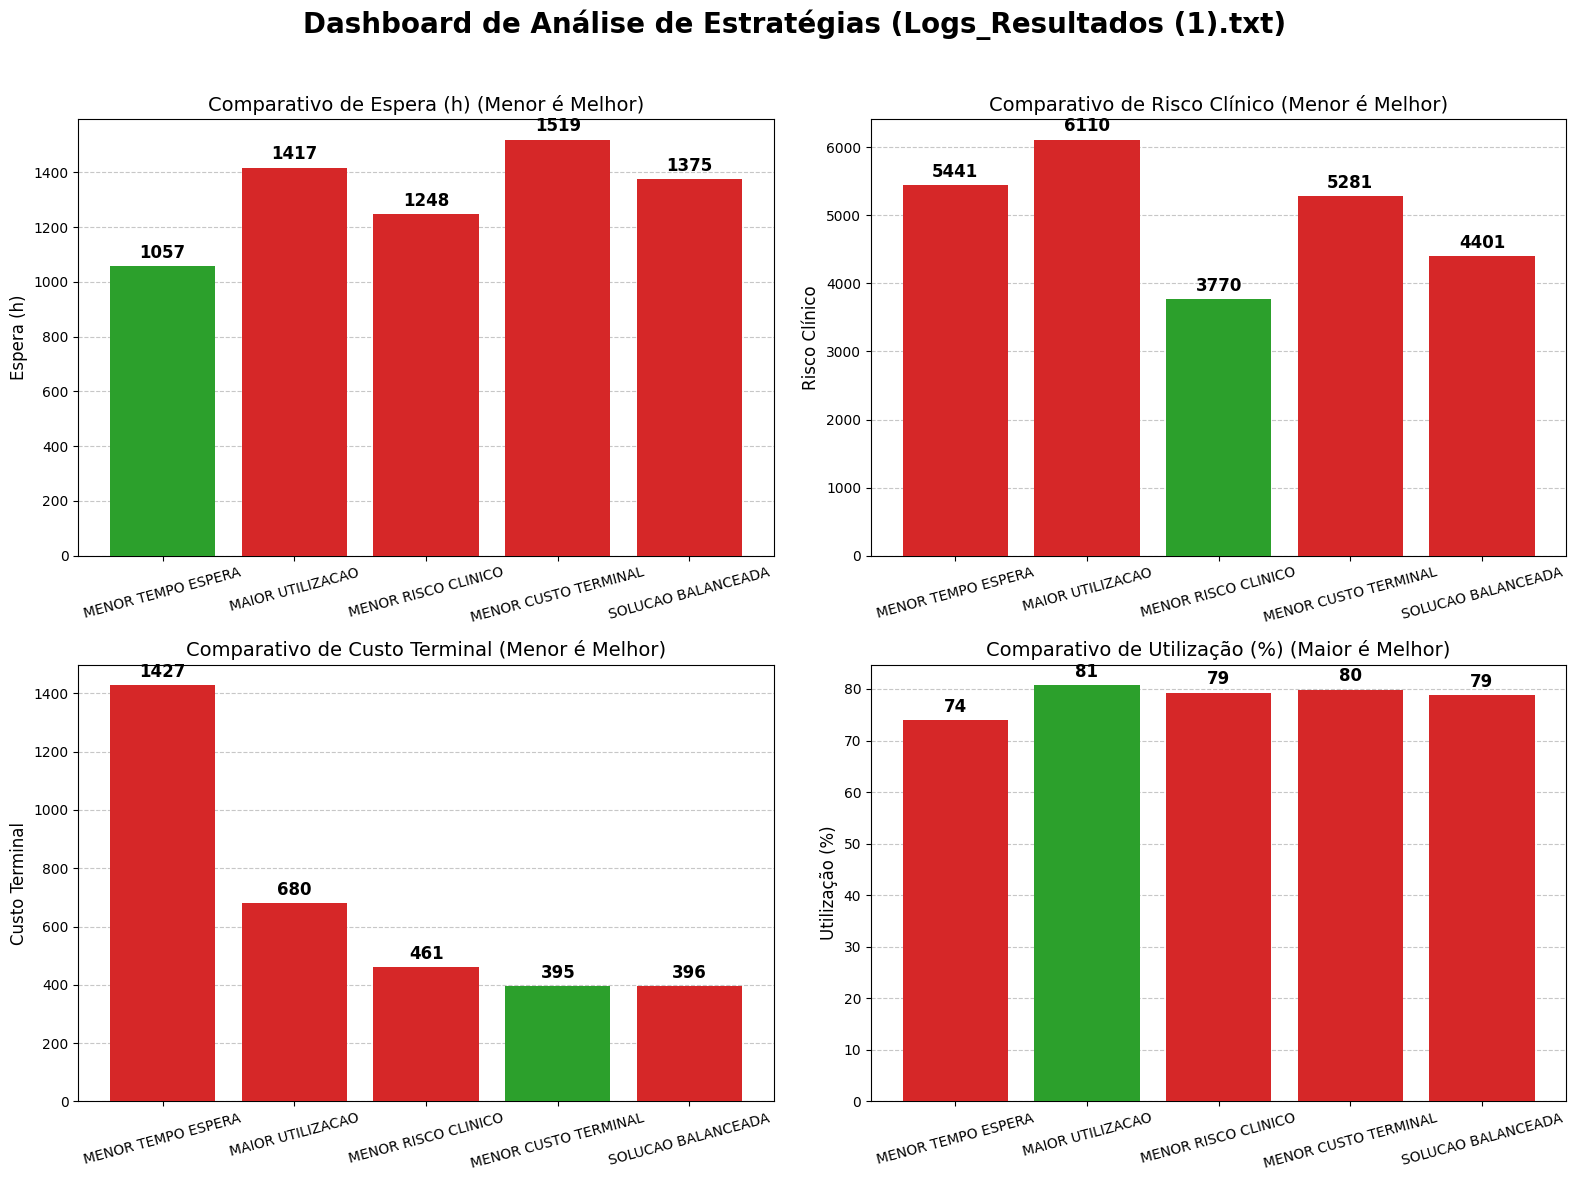 Dashboard de Análise de Estratégias (Logs_Resultados (1).txt)
Comparativo de Espera (h) (Menor é Melhor)
Espera (h)
1400
1200
1000
800
600
400
200
0
1057
1417
1248
1519
1375
MENOR TEMPO ESPERA
MAIOR UTILIZACAO
MENOR RISCO CLINICO
MENOR CUSTO TERMINAL
SOLUCAO BALANCEADA
Comparativo de Risco Clínico (Menor é Melhor)
Risco Clínico
6000
5000
4000
3000
2000
1000
0
5441
6110
3770
5281
4401
MENOR TEMPO ESPERA
MAIOR UTILIZACAO
MENOR RISCO CLINICO
MENOR CUSTO TERMINAL
SOLUCAO BALANCEADA
Comparativo de Custo Terminal (Menor é Melhor)
Custo Terminal
1400
1200
1000
800
600
400
200
0
1427
680
461
395
396
MENOR TEMPO ESPERA
MAIOR UTILIZACAO
MENOR RISCO CLINICO
MENOR CUSTO TERMINAL
SOLUCAO BALANCEADA
Comparativo de Utilização (%) (Maior é Melhor)
Utilização (%)
80
70
60
50
40
30
20
10
0
74
81
79
80
79
MENOR TEMPO ESPERA
MAIOR UTILIZACAO
MENOR RISCO CLINICO
MENOR CUSTO TERMINAL
SOLUCAO BALANCEADA